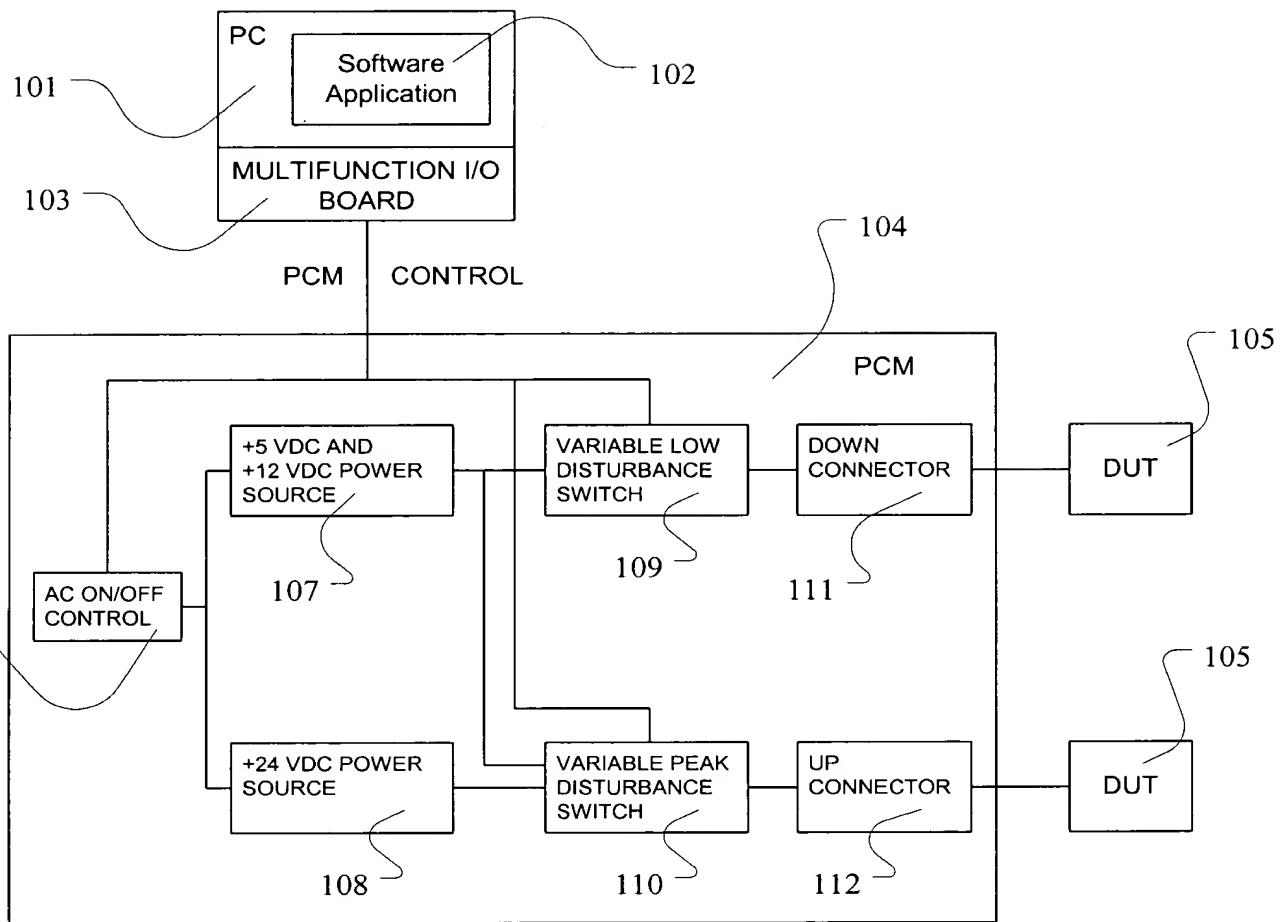 PC
Software
Application
102
101
MULTIFUNCTION I/O
BOARD
103
PCM CONTROL
104
PCM
105
+5 VDC AND
+12 VDC POWER
SOURCE
107
VARIABLE LOW
DISTURBANCE
SWITCH
109
DOWN
CONNECTOR
111
DUT
AC ON/OFF
CONTROL
105
+24 VDC POWER
SOURCE
108
VARIABLE PEAK
DISTURBANCE
SWITCH
110
UP
CONNECTOR
112
DUT